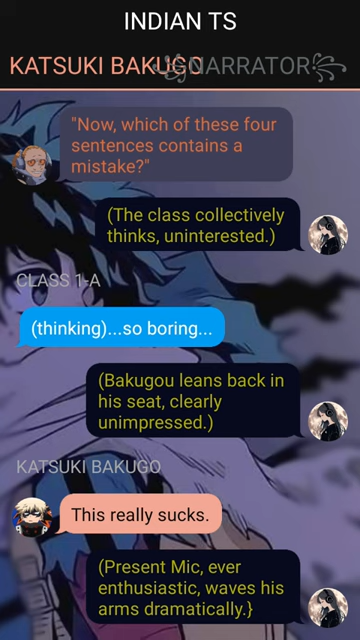 INDIAN TS
KATSUKI BAKUGO NARRATOR
"Now, which of these four
sentences contains a
mistake?"
(The class collectively
thinks, uninterested.)
CLASS 1-A
(thinking)...so boring...
(Bakugou leans back in
his seat, clearly
unimpressed.)
KATSUKI BAKUGO
This really sucks.
(Present Mic, ever
enthusiastic, waves his
arms dramatically.}